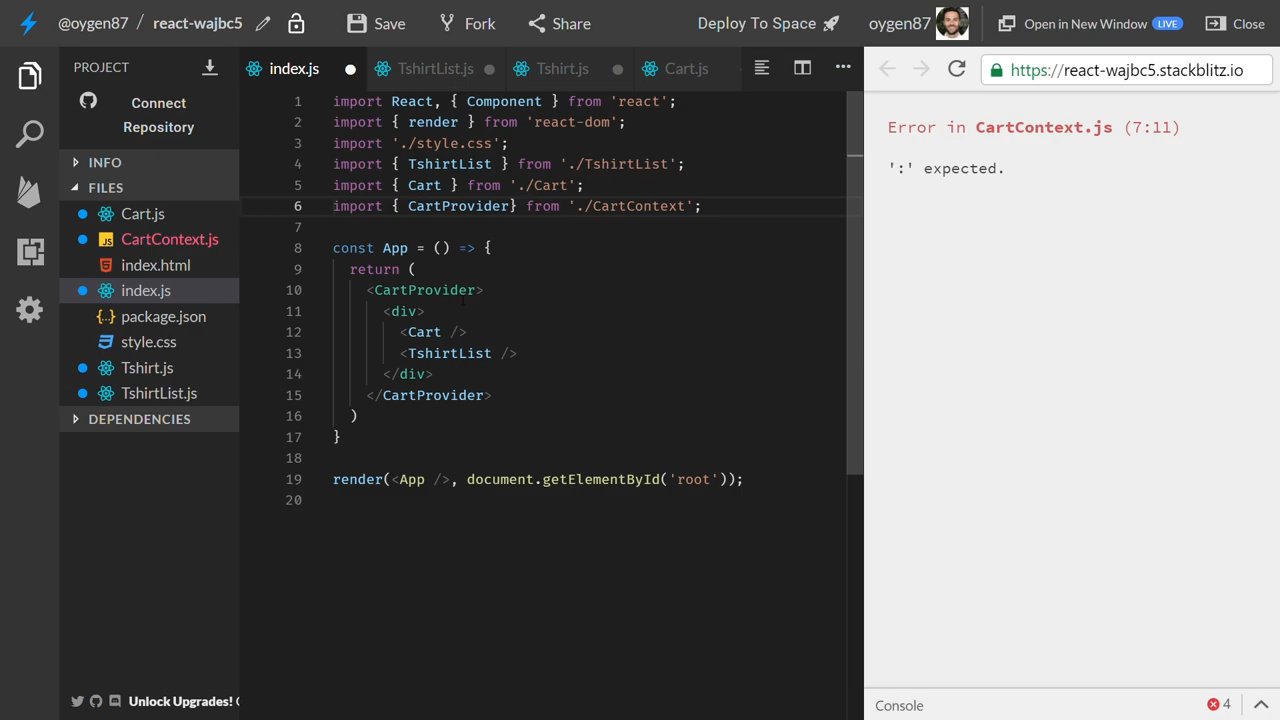 @oygen87 / react-wajbc5 Save Fork Share Deploy To Space oygen87 Open in New Window LIVE Close
PROJECT
Connect
Repository
INFO
FILES
Cart.js
JS CartContext.js
index.html
index.js
{..} package.json
style.css
Tshirt.js
TshirtList.js
DEPENDENCIES
Unlock Upgrades!
index.js TshirtList.js Tshirt.js Cart.js
1 import React, { Component } from 'react';
2 import { render } from 'react-dom';
3 import './style.css';
4 import { TshirtList } from './TshirtList';
5 import { Cart } from './Cart';
6 import { CartProvider} from './CartContext';
7
8 const App = () => {
9 return (
10 <CartProvider>
11 <div>
12 <Cart />
13 <TshirtList />
14 </div>
15 </CartProvider>
16 )
17 }
18
19 render(<App />, document.getElementById('root'));
20
https://react-wajbc5.stackblitz.io
Error in CartContext.js (7:11)
':' expected.
Console 4